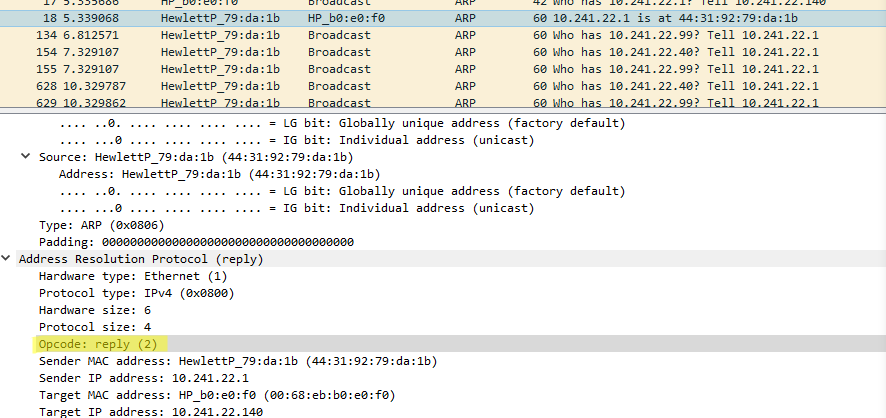 17 5.335686 HP_b0:e0:f0 Broadcast ARP 42 Who has 10.241.22.1? Tell 10.241.22.140
18 5.339068 HewlettP_79:da:1b HP_b0:e0:f0 ARP 60 10.241.22.1 is at 44:31:92:79:da:1b
134 6.812571 HewlettP_79:da:1b Broadcast ARP 60 Who has 10.241.22.99? Tell 10.241.22.1
154 7.329107 HewlettP_79:da:1b Broadcast ARP 60 Who has 10.241.22.40? Tell 10.241.22.1
155 7.329107 HewlettP_79:da:1b Broadcast ARP 60 Who has 10.241.22.99? Tell 10.241.22.1
628 10.329787 HewlettP_79:da:1b Broadcast ARP 60 Who has 10.241.22.40? Tell 10.241.22.1
629 10.329862 HewlettP_79:da:1b Broadcast ARP 60 Who has 10.241.22.99? Tell 10.241.22.1
.... ..0. .... .... .... .... = LG bit: Globally unique address (factory default)
.... ...0 .... .... .... .... = IG bit: Individual address (unicast)
Source: HewlettP_79:da:1b (44:31:92:79:da:1b)
Address: HewlettP_79:da:1b (44:31:92:79:da:1b)
.... ..0. .... .... .... .... = LG bit: Globally unique address (factory default)
.... ...0 .... .... .... .... = IG bit: Individual address (unicast)
Type: ARP (0x0806)
Padding: 000000000000000000000000000000000000
Address Resolution Protocol (reply)
Hardware type: Ethernet (1)
Protocol type: IPv4 (0x0800)
Hardware size: 6
Protocol size: 4
Opcode: reply (2)
Sender MAC address: HewlettP_79:da:1b (44:31:92:79:da:1b)
Sender IP address: 10.241.22.1
Target MAC address: HP_b0:e0:f0 (00:68:eb:b0:e0:f0)
Target IP address: 10.241.22.140